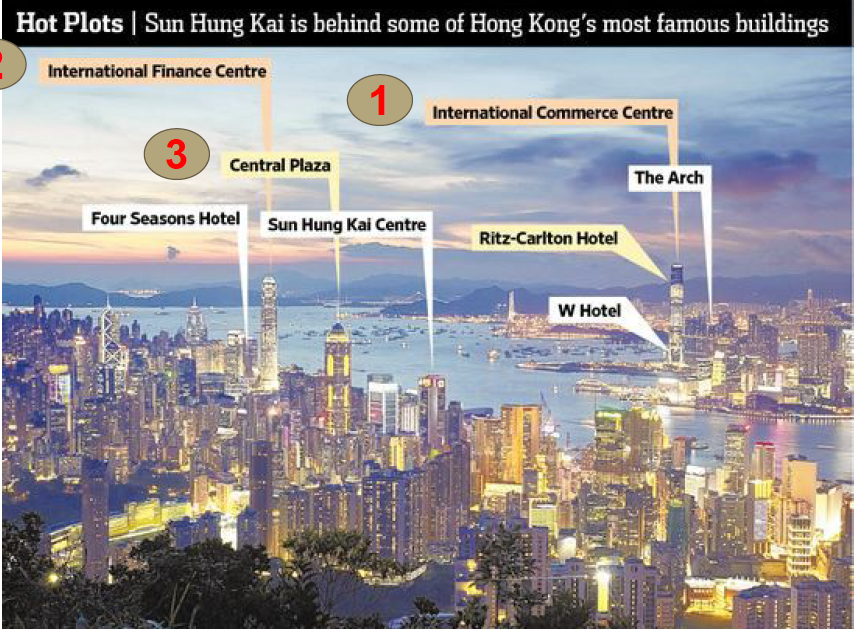 Hot Plots | Sun Hung Kai is behind some of Hong Kong's most famous buildings
2
International Finance Centre
1
International Commerce Centre
3
Central Plaza
The Arch
Four Seasons Hotel
Sun Hung Kai Centre
Ritz-Carlton Hotel
W Hotel